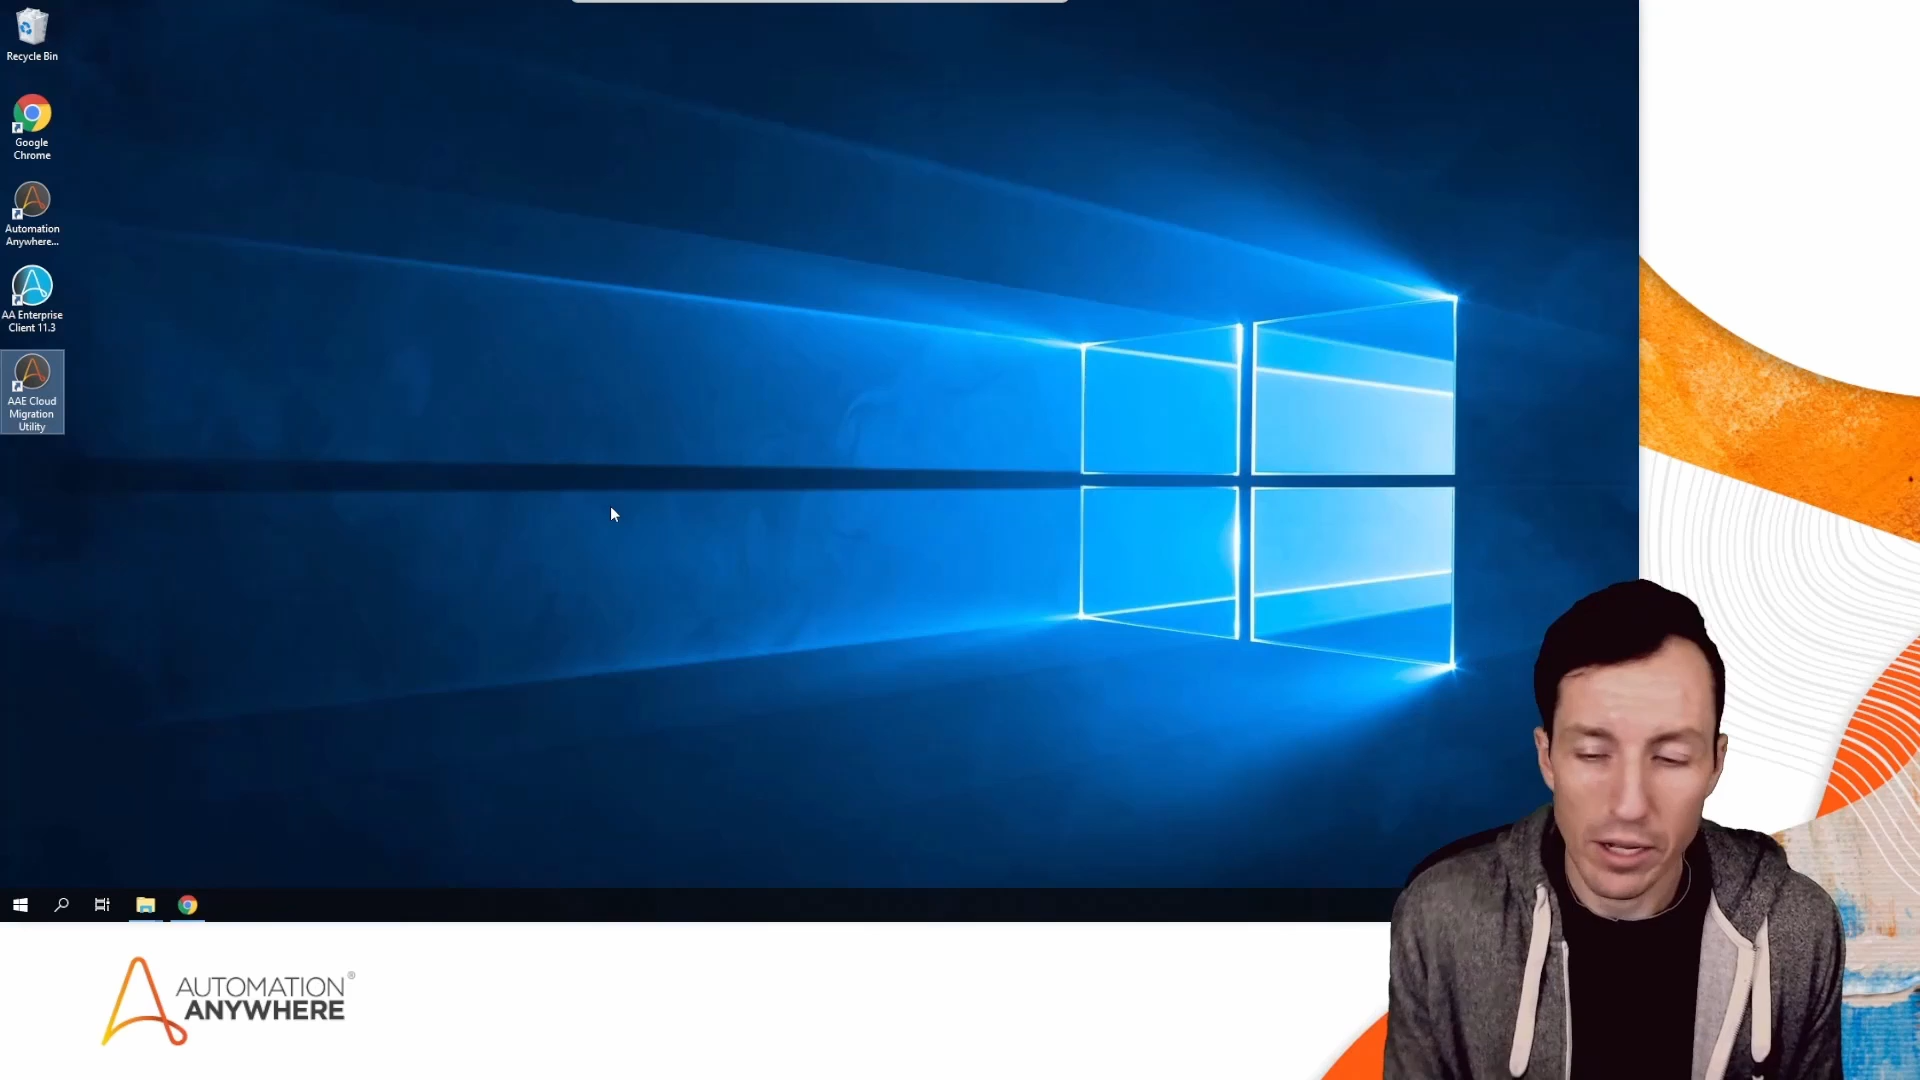 Recycle Bin
Google
Chrome
Automation
Anywhere...
AA Enterprise
Client 11.3
AAE Cloud
Migration
Utility
AUTOMATION®
ANYWHERE